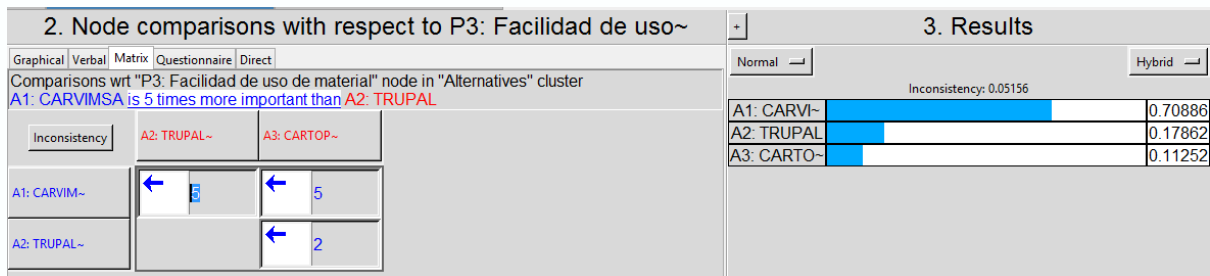 2. Node comparisons with respect to P3: Facilidad de uso~
Graphical Verbal Matrix Questionnaire Direct
Comparisons wrt "P3: Facilidad de uso de material" node in "Alternatives" cluster
A1: CARVIMSA is 5 times more important than A2: TRUPAL
Inconsistency A2: TRUPAL~ A3: CARTOP~
A1: CARVIM~ 5 5
A2: TRUPAL~ 2
+ 3. Results
Normal Hybrid
Inconsistency: 0.05156
A1: CARVI~ 0.70886
A2: TRUPAL 0.17862
A3: CARTO~ 0.11252